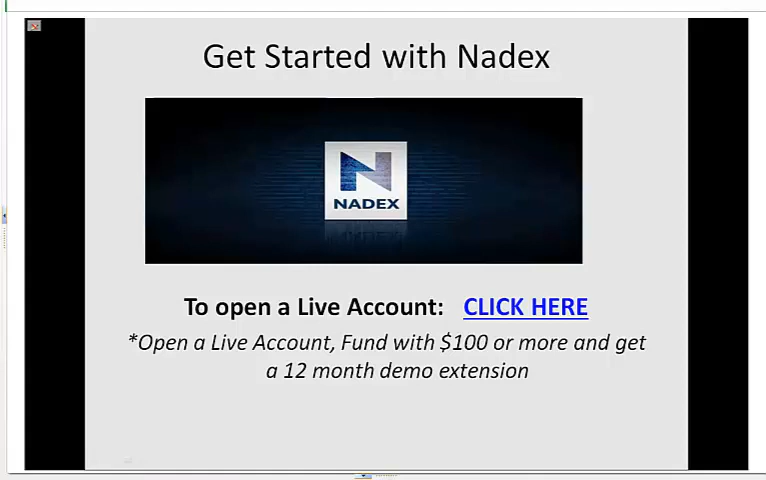 Get Started with Nadex
NADEX
To open a Live Account: CLICK HERE
*Open a Live Account, Fund with $100 or more and get
a 12 month demo extension